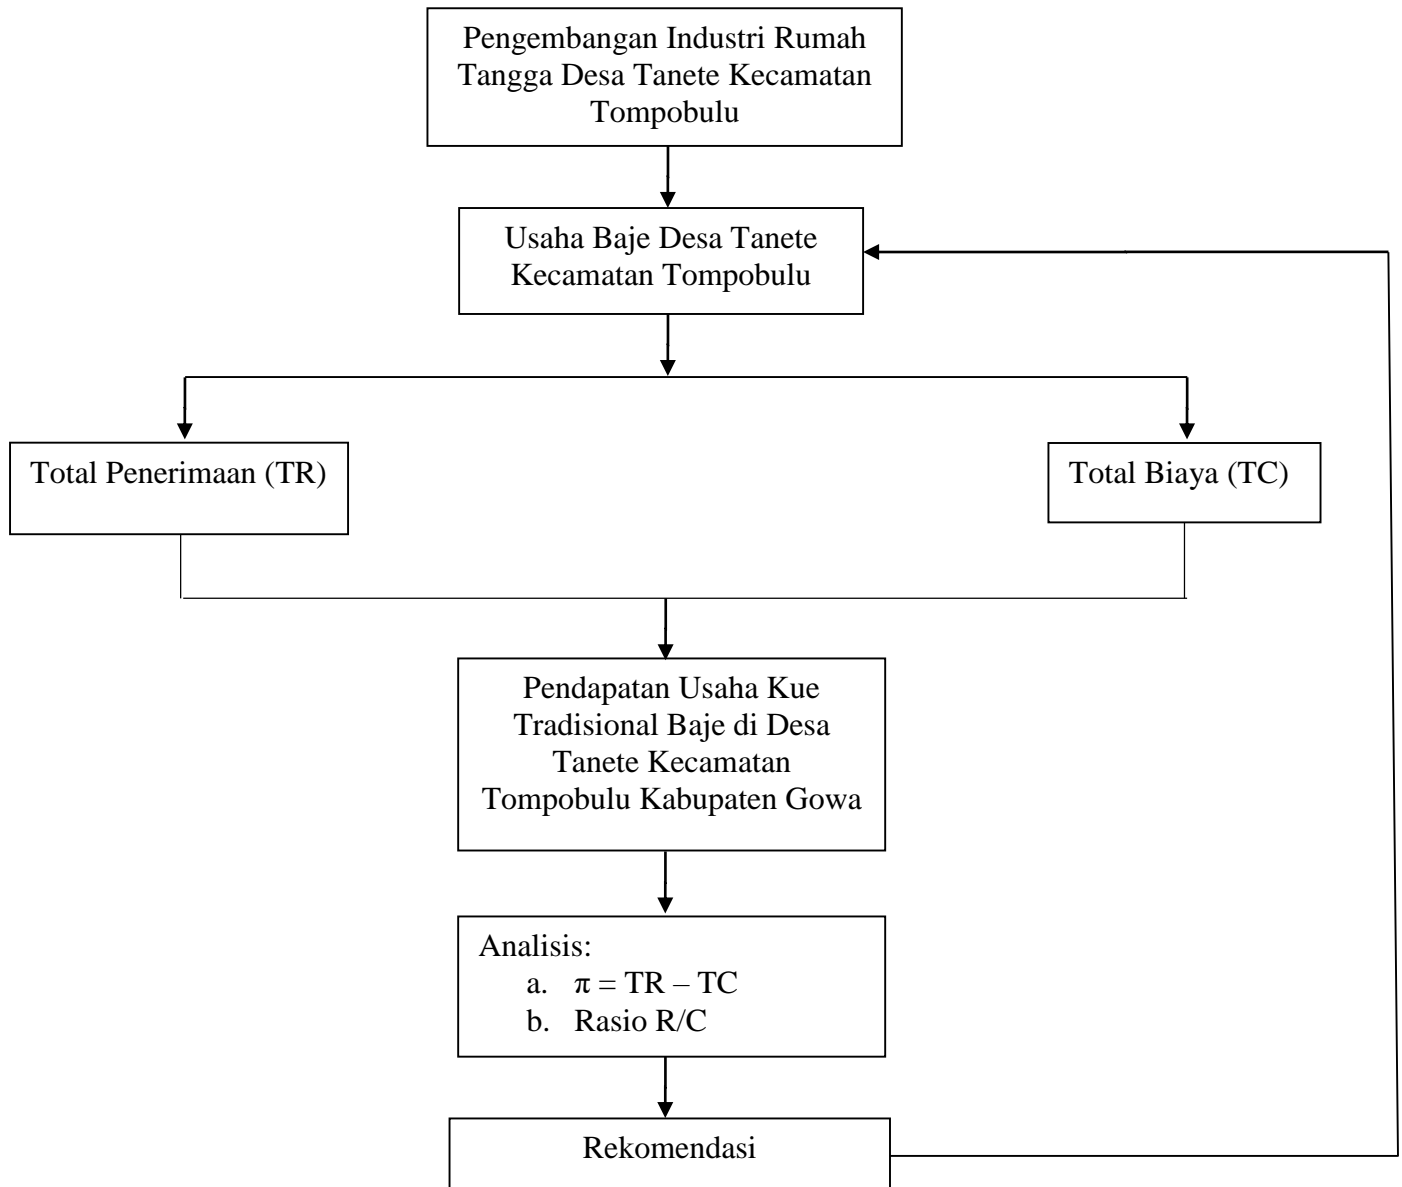 Pengembangan Industri Rumah
Tangga Desa Tanete Kecamatan
Tompobulu
Usaha Baje Desa Tanete
Kecamatan Tompobulu
Total Penerimaan (TR)
Total Biaya (TC)
Pendapatan Usaha Kue
Tradisional Baje di Desa
Tanete Kecamatan
Tompobulu Kabupaten Gowa
Analisis:
a. π = TR – TC
b. Rasio R/C
Rekomendasi